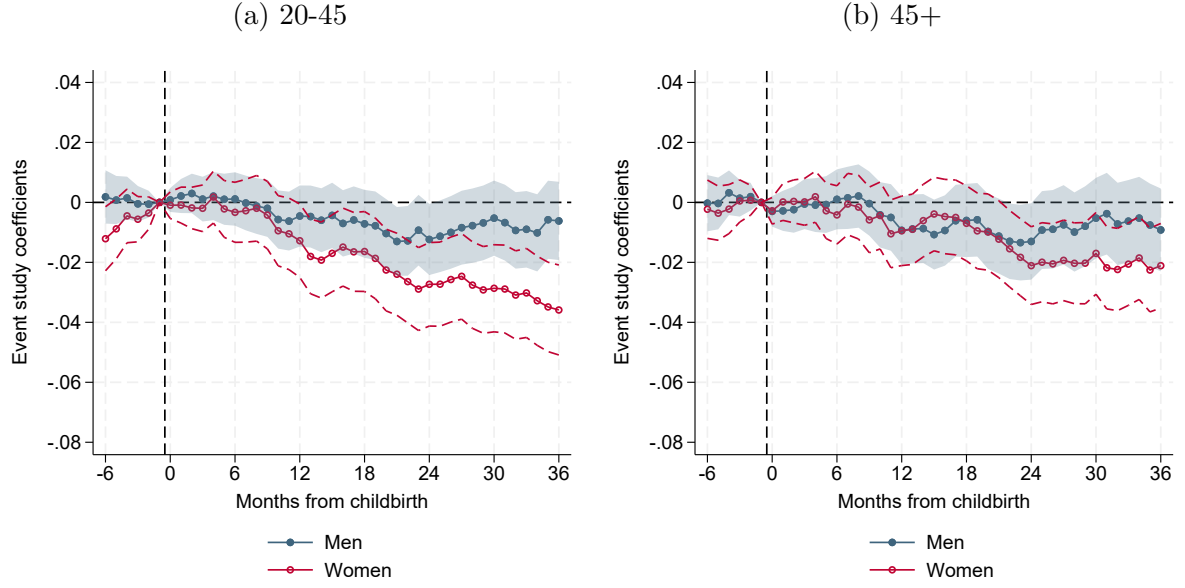 (a) 20-45
.04
.02
0
-.02
-.04
-.06
-.08
Event study coefficients
-6 0 6 12 18 24 30 36
Months from childbirth
Men
Women
(b) 45+
.04
.02
0
-.02
-.04
-.06
-.08
Event study coefficients
-6 0 6 12 18 24 30 36
Months from childbirth
Men
Women